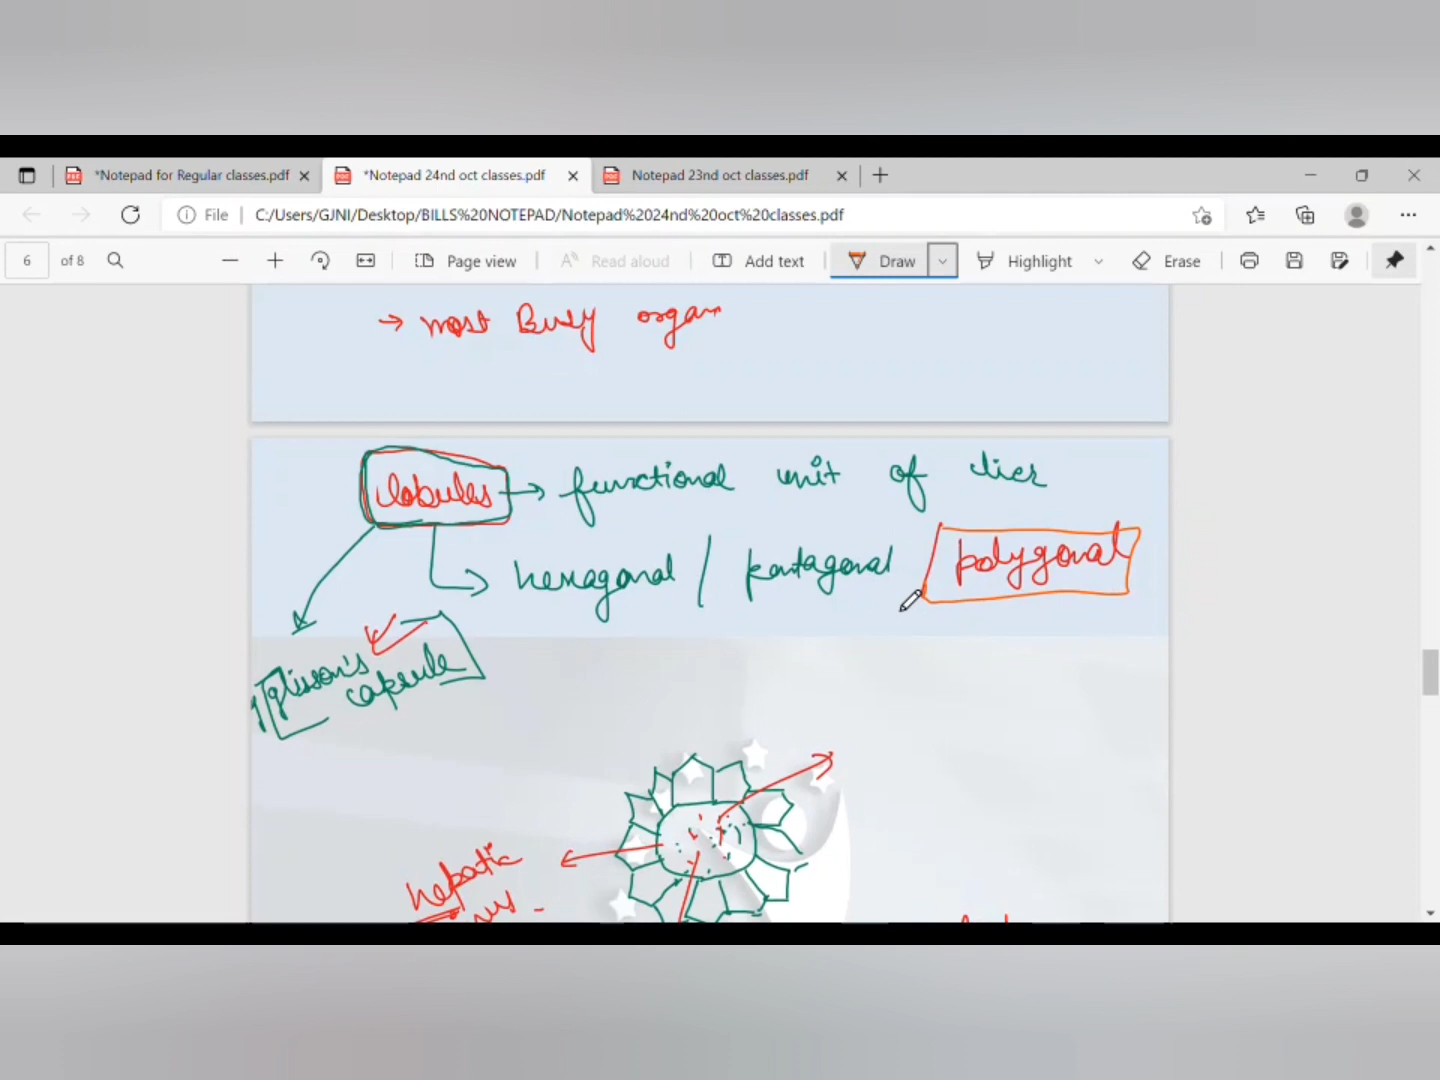 *Notepad for Regular classes.pdf
*Notepad 24nd oct classes.pdf
Notepad 23nd oct classes.pdf
File
C:/Users/GJNI/Desktop/BILLS%20NOTEPAD/Notepad%2024nd%20oct%20classes.pdf
6 of 8
Page view
Read aloud
Add text
Draw
Highlight
Erase
→ most Busy organ
lobules → functional unit of
hexagonal / pentagonal / polygonal
glisson's
capsule
hepatic